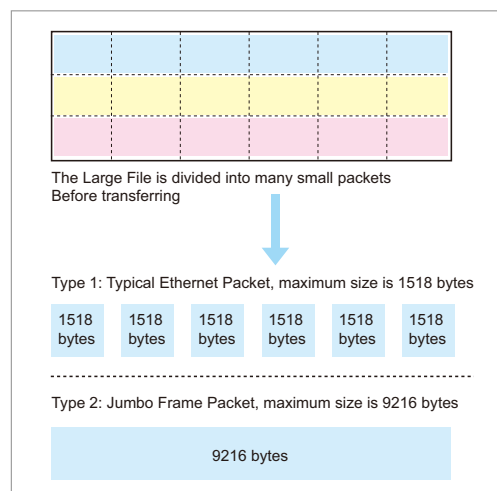 The Large File is divided into many small packets
Before transferring
Type 1: Typical Ethernet Packet, maximum size is 1518 bytes
1518 1518 1518 1518 1518 1518
bytes bytes bytes bytes bytes bytes
Type 2: Jumbo Frame Packet, maximum size is 9216 bytes
9216 bytes